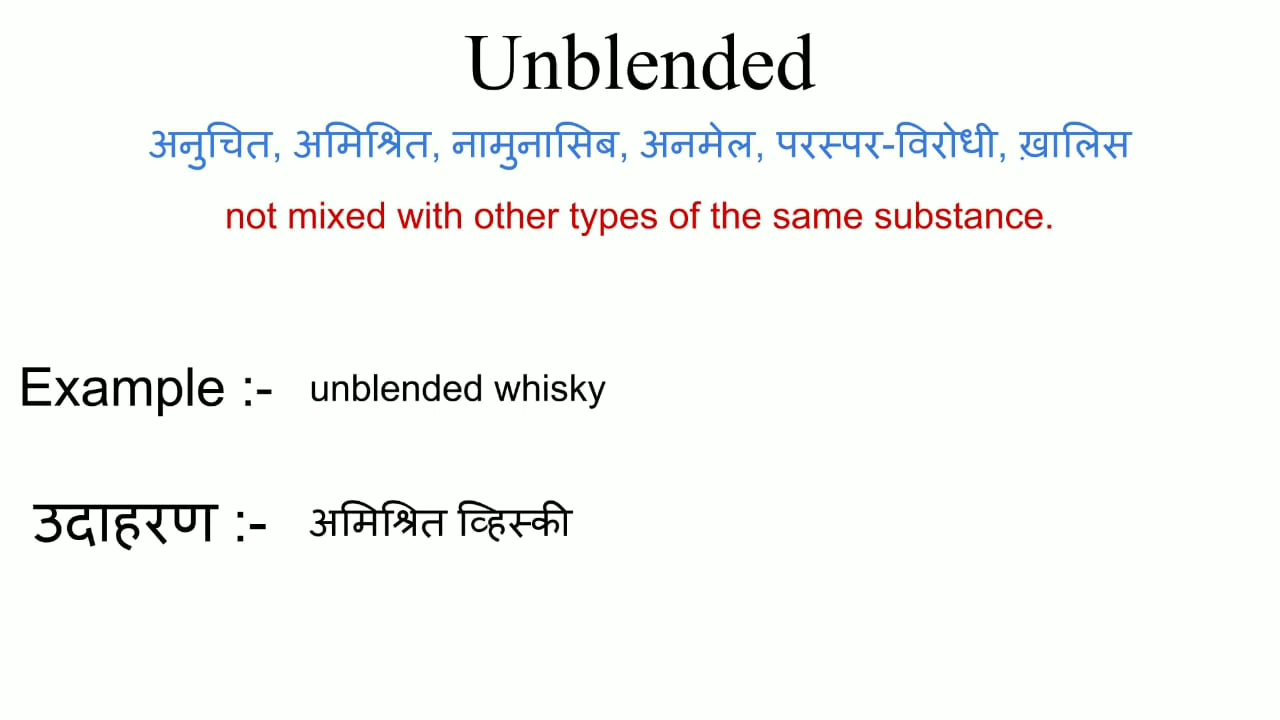 Unblended
अनुचित, अमिश्रित, नामुनासिब, अनमेल, परस्पर-विरोधी, ख़ालिस
not mixed with other types of the same substance.
Example :- unblended whisky
उदाहरण :- अमिश्रित व्हिस्की